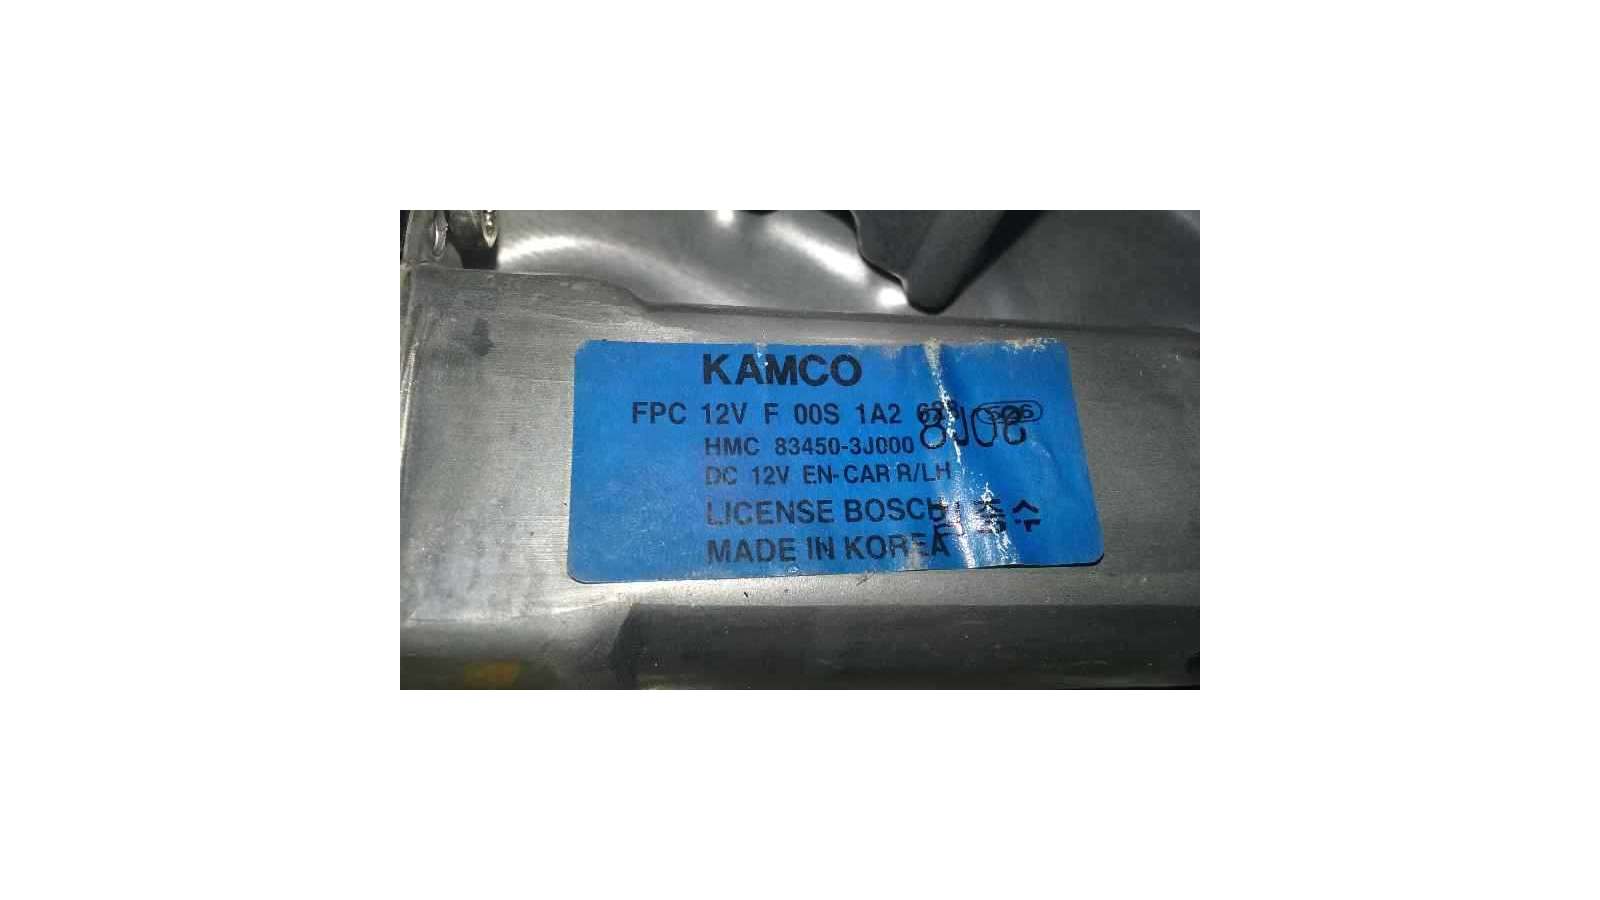 KAMCO
FPC 12V F 00S 1A2
HMC 83450-3J000
DC 12V EN-CAR R/LH
LICENSE BOSCH
MADE IN KOREA